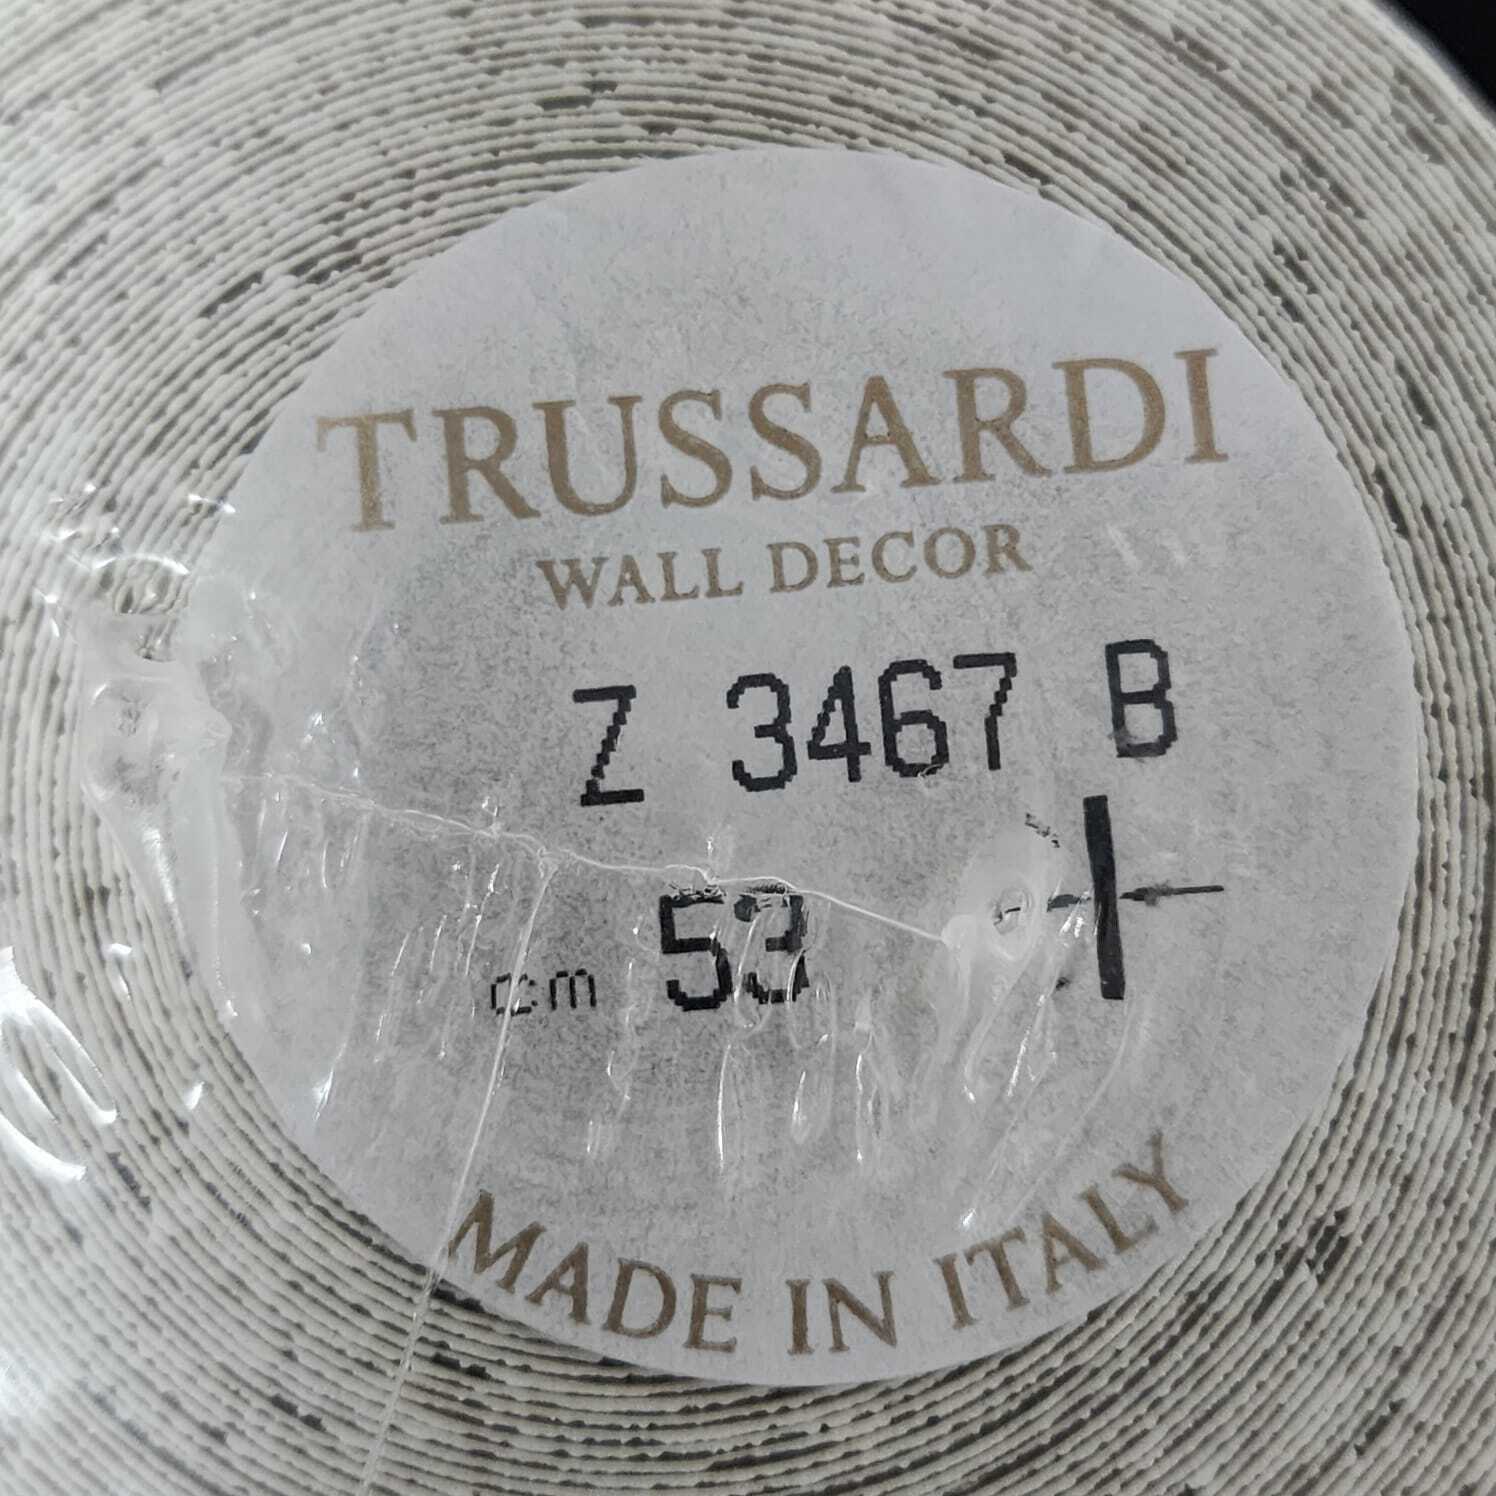 TRUSSARDI
WALL DECOR
Z 3467 B
cm 53
MADE IN ITALY